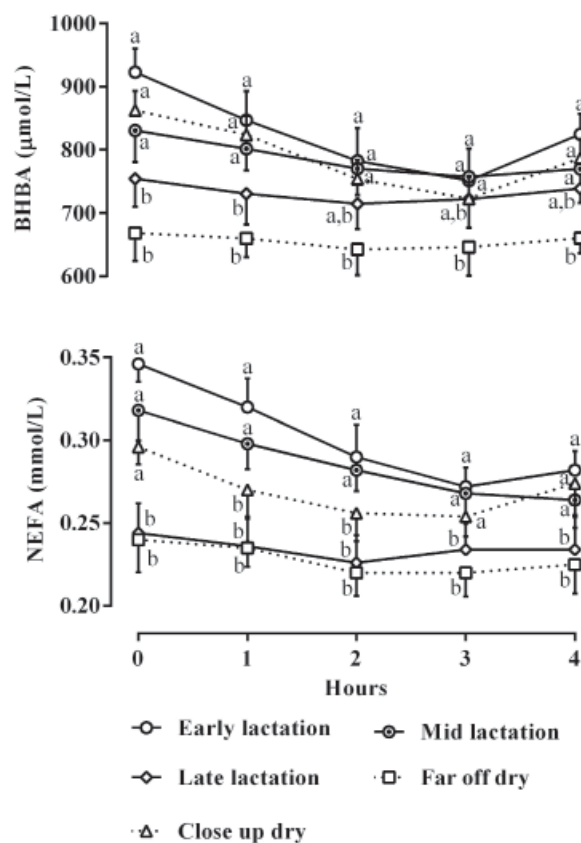 1000
900
800
700
600
BHBA (µmol/L)
a a a a a
a a a a a
a a a a a
b b a,b a,b a,b
b b b b b
0.35
0.30
0.25
0.20
NEFA (mmol/L)
a a a a a
a a a a a
a b b a a
b b b b b
b b b b b
0 1 2 3 4
Hours
Early lactation Mid lactation
Late lactation Far off dry
Close up dry